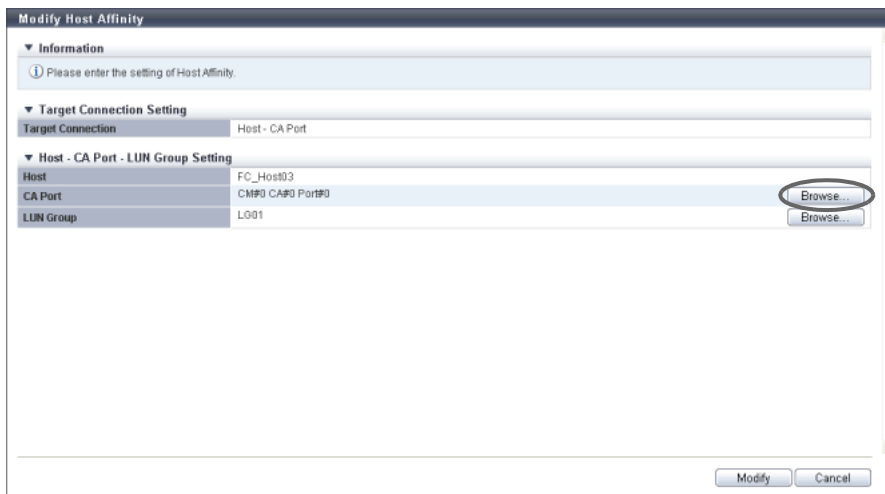 Modify Host Affinity
▼ Information
Please enter the setting of Host Affinity.
▼ Target Connection Setting
Target Connection Host - CA Port
▼ Host - CA Port - LUN Group Setting
Host FC_Host03
CA Port CM#0 CA#0 Port#0 Browse...
LUN Group LG01 Browse...
Modify Cancel